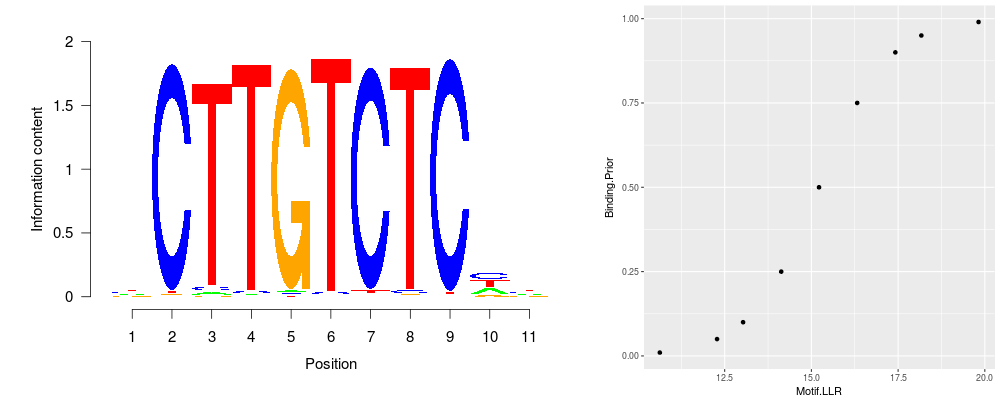 2
1.5
1
0.5
0
Information content
CTTGTCTC
C
T
A
1 2 3 4 5 6 7 8 9 10 11
Position
1.00
0.75
0.50
0.25
0.00
Binding.Prior
12.5 15.0 17.5 20.0
Motif.LLR